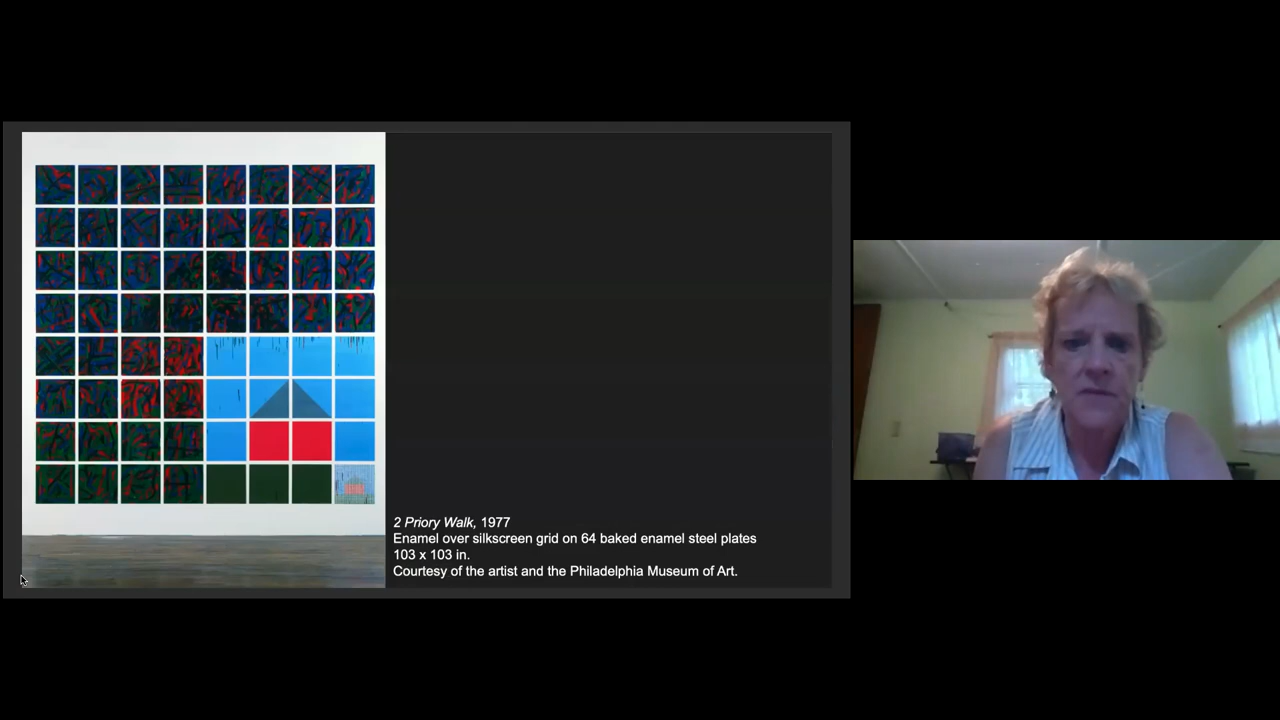 2 Priory Walk, 1977
Enamel over silkscreen grid on 64 baked enamel steel plates
103 x 103 in.
Courtesy of the artist and the Philadelphia Museum of Art.